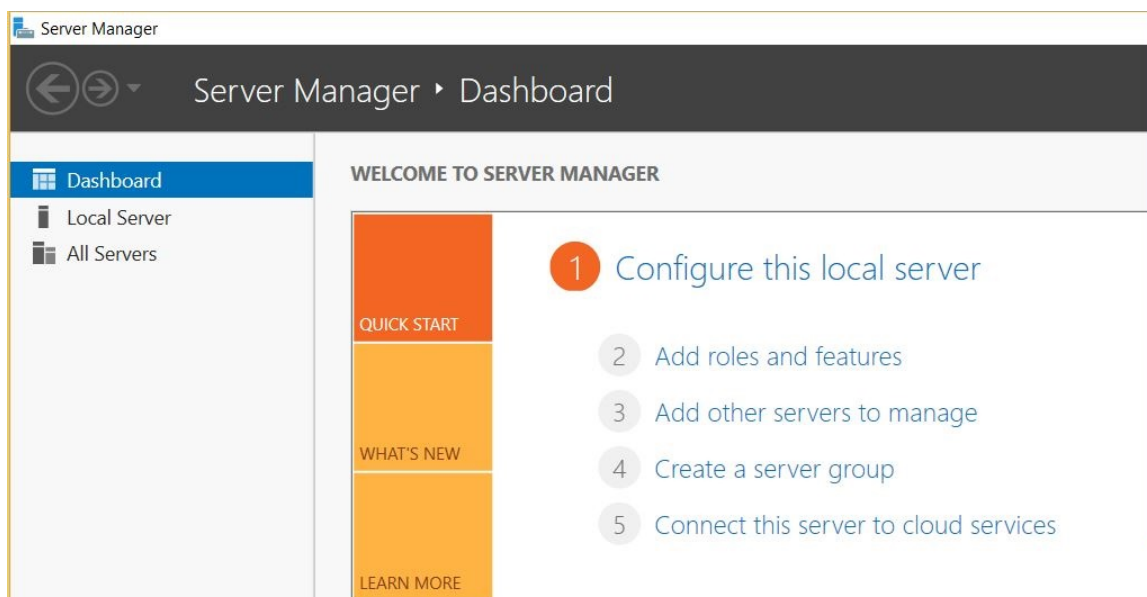 Server Manager
Server Manager ‣ Dashboard
Dashboard
Local Server
All Servers
WELCOME TO SERVER MANAGER
QUICK START
WHAT'S NEW
LEARN MORE
1 Configure this local server
2 Add roles and features
3 Add other servers to manage
4 Create a server group
5 Connect this server to cloud services